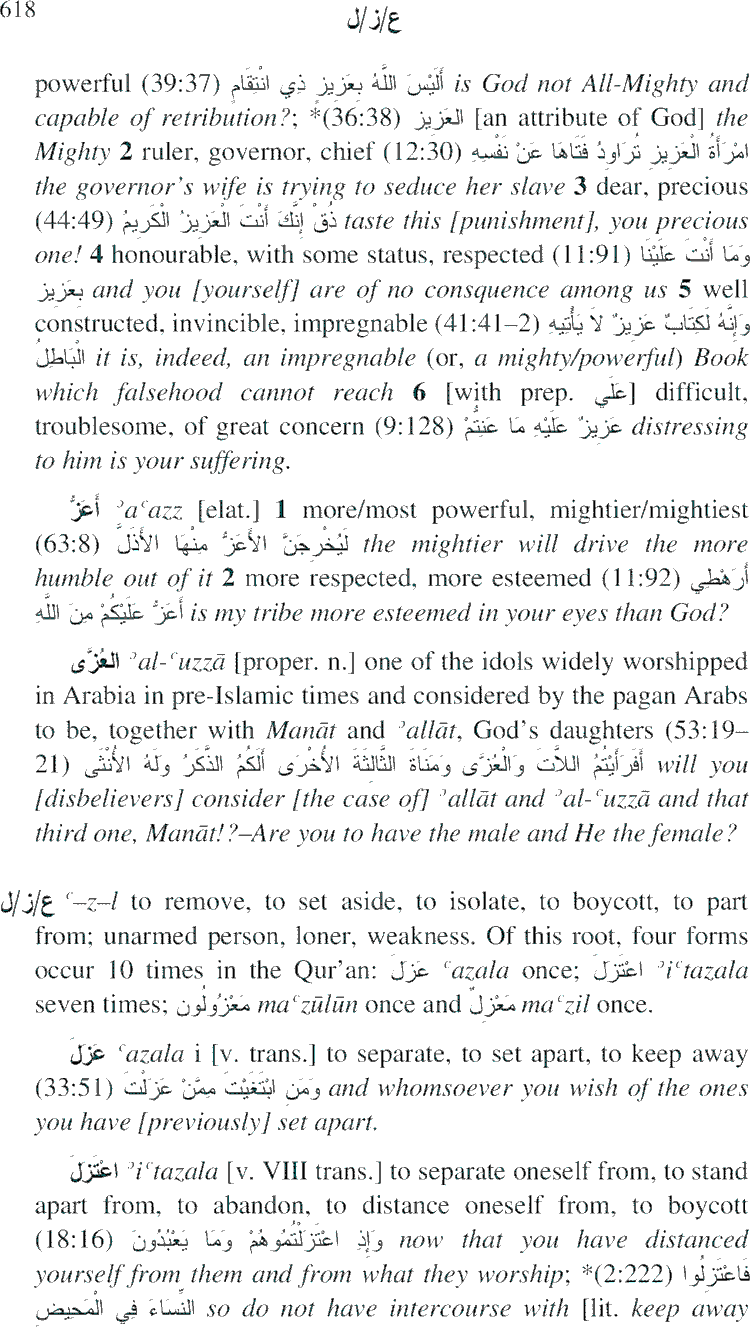 618
ع/ز/ل
powerful (39:37) أَلَيْسَ اللَّهُ بِعَزِيزٍ ذِي انْتِقَامٍ is God not All-Mighty and
capable of retribution?; *(36:38) العَزِيز [an attribute of God] the
Mighty 2 ruler, governor, chief (12:30) امْرَأَةُ الْعَزِيزِ تُرَاوِدُ فَتَاهَا عَنْ نَفْسِهِ
the governor's wife is trying to seduce her slave 3 dear, precious
(44:49) ذُقْ إِنَّكَ أَنْتَ الْعَزِيزُ الْكَرِيمُ taste this [punishment], you precious
one! 4 honourable, with some status, respected (11:91) وَمَا أَنْتَ عَلَيْنَا
بِعَزِيزٍ and you [yourself] are of no consquence among us 5 well
constructed, invincible, impregnable (41:41–2) وَإِنَّهُ لَكِتَابٌ عَزِيزٌ لاَ يَأْتِيهِ
الْبَاطِلُ it is, indeed, an impregnable (or, a mighty/powerful) Book
which falsehood cannot reach 6 [with prep. عَلَي] difficult,
troublesome, of great concern (9:128) عَزِيزٌ عَلَيْهِ مَا عَنِتُّمْ distressing
to him is your suffering.
أَعَزُّ ʾaʿazz [elat.] 1 more/most powerful, mightier/mightiest
(63:8) لَيُخْرِجَنَّ الأَعَزُّ مِنْهَا الأَذَلَّ the mightier will drive the more
humble out of it 2 more respected, more esteemed (11:92) أَرَهْطِي
أَعَزُّ عَلَيْكُمْ مِنَ اللَّهِ is my tribe more esteemed in your eyes than God?
العُزَّى ʾal-ʿuzzā [proper. n.] one of the idols widely worshipped
in Arabia in pre-Islamic times and considered by the pagan Arabs
to be, together with Manāt and ʾallāt, God's daughters (53:19–
21) أَفَرَأَيْتُمُ اللاَّتَ وَالْعُزَّى وَمَنَاةَ الثَّالِثَةَ الأُخْرَى أَلَكُمُ الذَّكَرُ وَلَهُ الأُنْثَى will you
[disbelievers] consider [the case of] ʾallāt and ʾal-ʿuzzā and that
third one, Manāt!?–Are you to have the male and He the female?
ع/ز/ل ʿ–z–l to remove, to set aside, to isolate, to boycott, to part
from; unarmed person, loner, weakness. Of this root, four forms
occur 10 times in the Qur'an: عَزَلَ ʿazala once; اعْتَزَلَ ʾiʿtazala
seven times; مَعْزُولُون maʿzūlūn once and مَعْزِلٌ maʿzil once.
عَزَلَ ʿazala i [v. trans.] to separate, to set apart, to keep away
(33:51) وَمَنِ ابْتَغَيْتَ مِمَّنْ عَزَلْتَ and whomsoever you wish of the ones
you have [previously] set apart.
اعْتَزَلَ ʾiʿtazala [v. VIII trans.] to separate oneself from, to stand
apart from, to abandon, to distance oneself from, to boycott
(18:16) وَإِذِ اعْتَزَلْتُمُوهُمْ وَمَا يَعْبُدُونَ now that you have distanced
yourself from them and from what they worship; *(2:222) فَاعْتَزِلُوا
النِّسَاءَ فِي الْمَحِيضِ so do not have intercourse with [lit. keep away